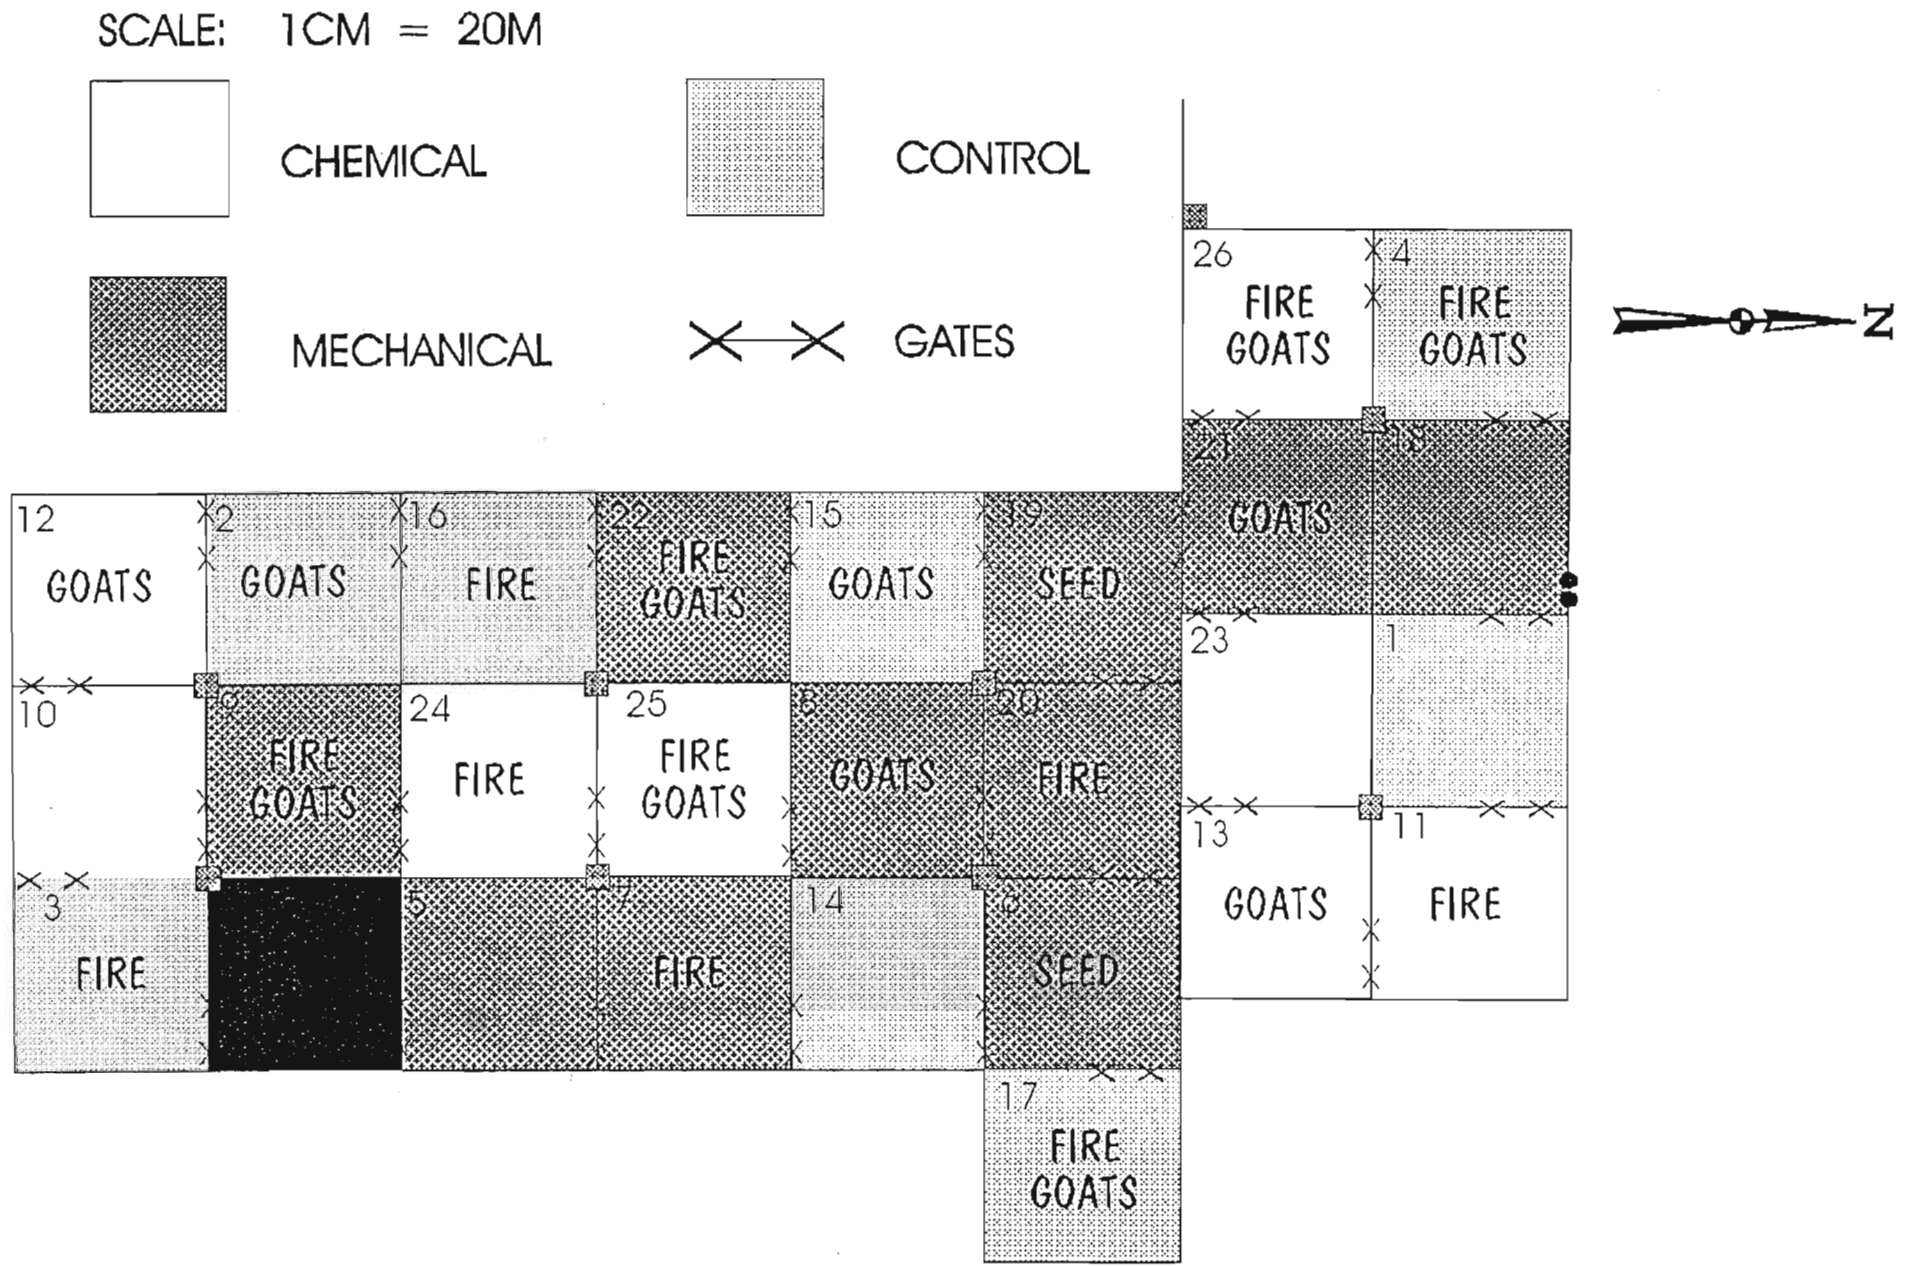 SCALE: 1CM = 20M
CHEMICAL
CONTROL
MECHANICAL
GATES
N
26
FIRE
GOATS
4
FIRE
GOATS
21
GOATS
18
12
GOATS
2
GOATS
16
FIRE
22
FIRE
GOATS
15
GOATS
19
SEED
23
1
10
9
FIRE
GOATS
24
FIRE
25
FIRE
GOATS
8
GOATS
20
FIRE
13
GOATS
11
FIRE
3
FIRE
5
7
FIRE
14
6
SEED
17
FIRE
GOATS